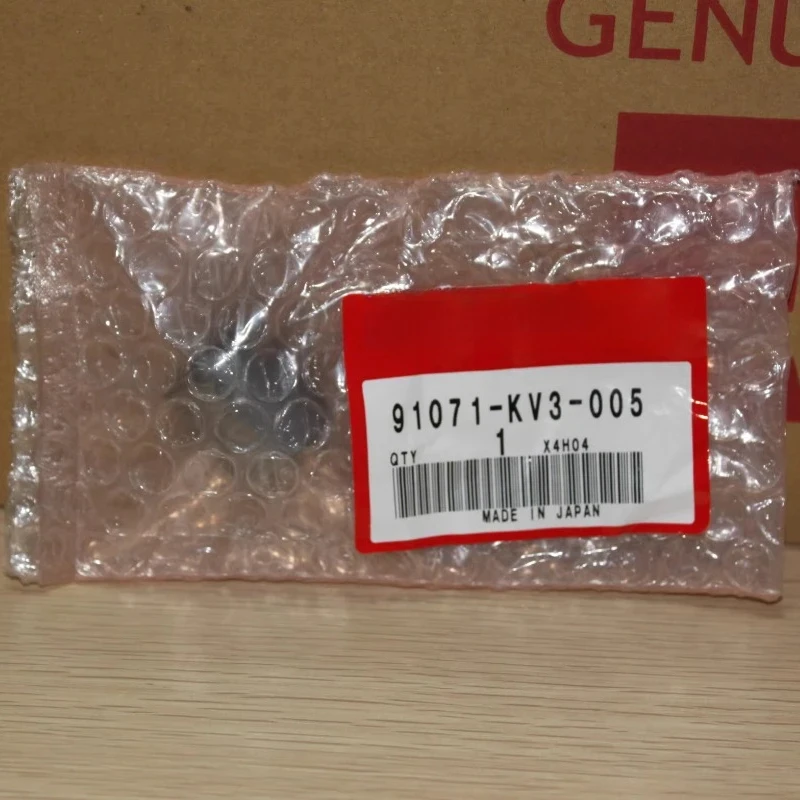 GENU
91071-KV3-005
QTY 1 X4H04
MADE IN JAPAN